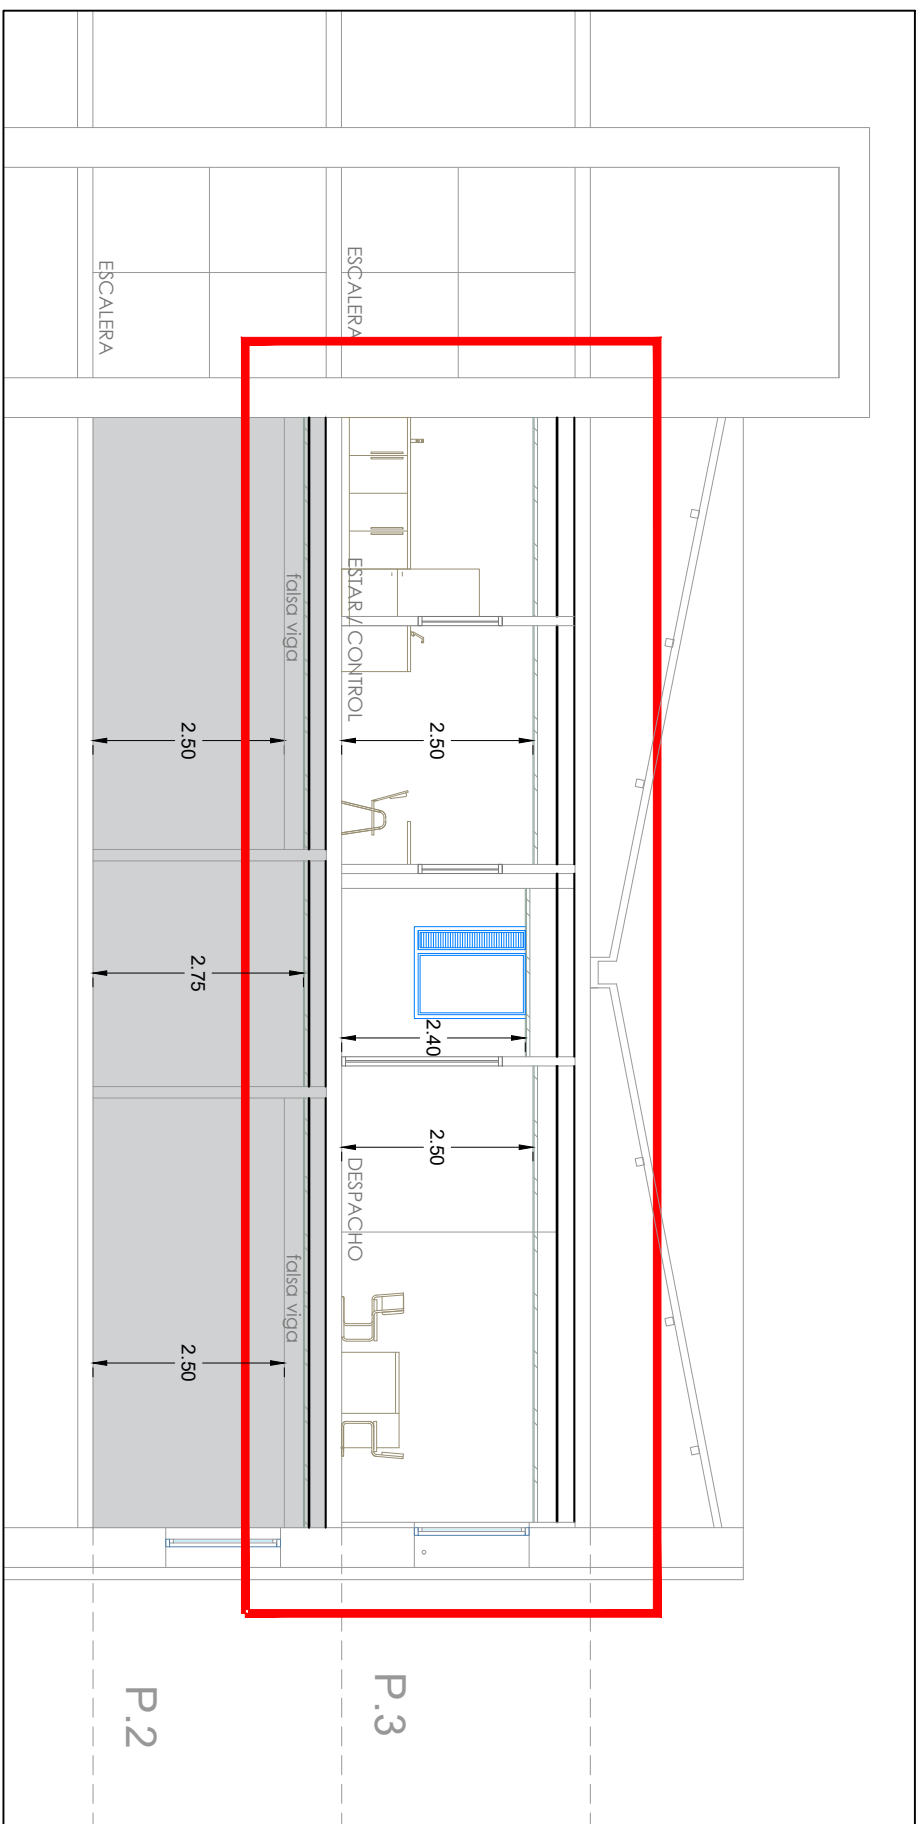 ESCALERA
ESTAR / CONTROL
2.50
2.40
2.50
DESPACHO
P.3
ESCALERA
falsa viga
2.50
2.75
falsa viga
2.50
P.2